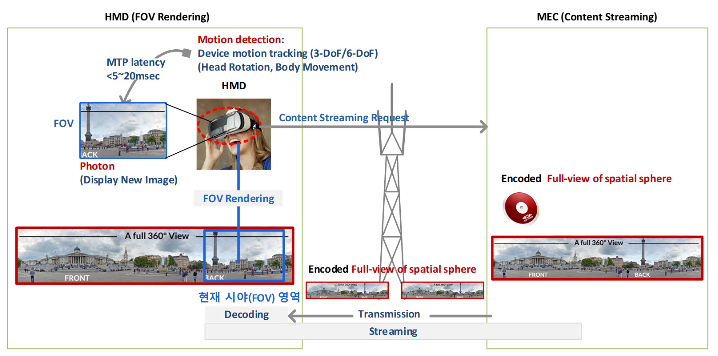 HMD (FOV Rendering)
MEC (Content Streaming)
Motion detection:
Device motion tracking (3-DoF/6-DoF)
(Head Rotation, Body Movement)
MTP latency
<5~20msec
HMD
FOV
Content Streaming Request
ACK
Photon
(Display New Image)
FOV Rendering
Encoded Full-view of spatial sphere
A full 360° View
FRONT
BACK
A full 360° View
FRONT
BACK
Encoded Full-view of spatial sphere
현재 시야(FOV) 영역
Decoding
Transmission
Streaming